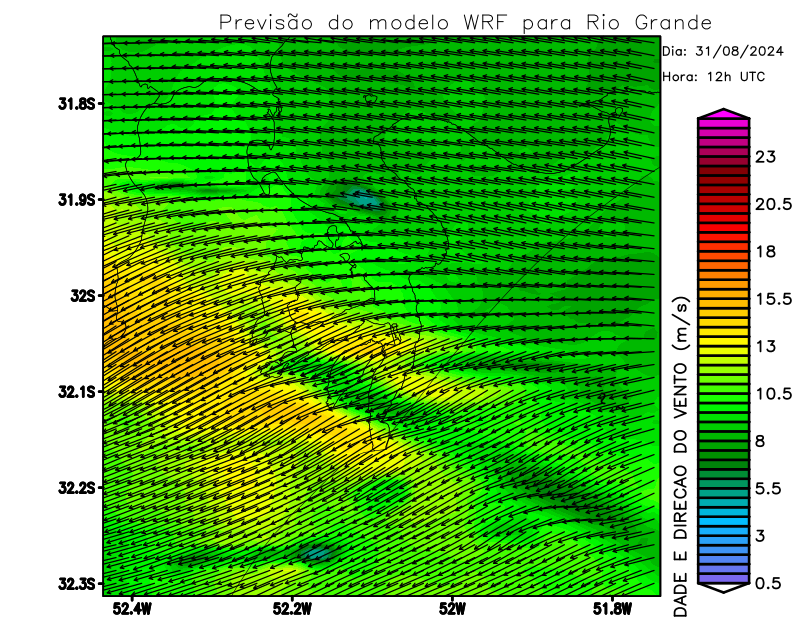 Previsão do modelo WRF para Rio Grande
Dia: 31/08/2024
Hora: 12h UTC
31.8S
31.9S
32S
32.1S
32.2S
32.3S
52.4W
52.2W
52W
51.8W
23
20.5
18
15.5
13
10.5
8
5.5
3
0.5
DADE E DIRECAO DO VENTO (m/s)